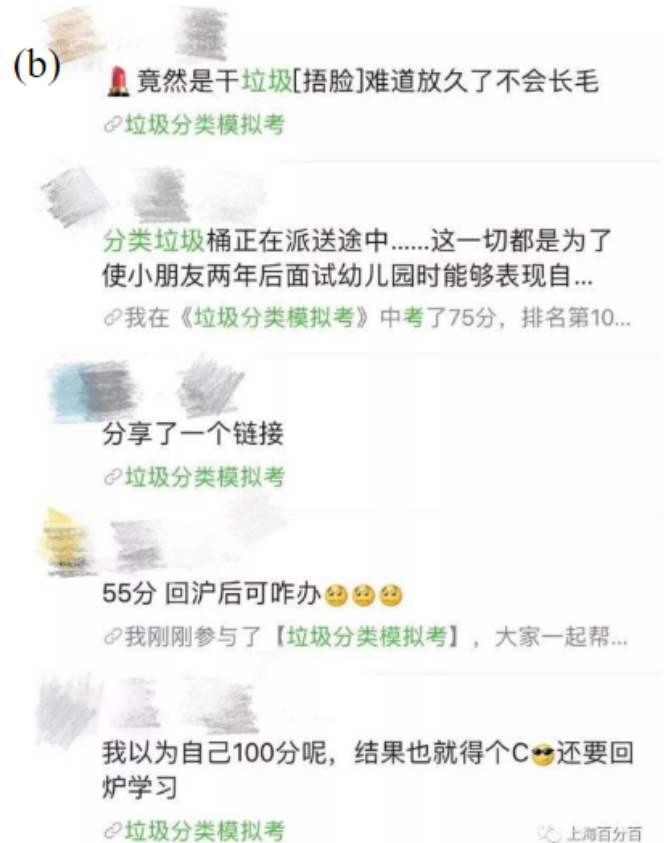 (b)
💄竟然是干垃圾[捂脸]难道放久了不会长毛
垃圾分类模拟考
分类垃圾桶正在派送途中......这一切都是为了
使小朋友两年后面试幼儿园时能够表现自...
我在《垃圾分类模拟考》中考了75分，排名第10...
分享了一个链接
垃圾分类模拟考
55分 回沪后可咋办🥺🥺🥺
我刚刚参与了【垃圾分类模拟考】，大家一起帮...
我以为自己100分呢，结果也就得个C😎还要回
炉学习
垃圾分类模拟考
上海百分百